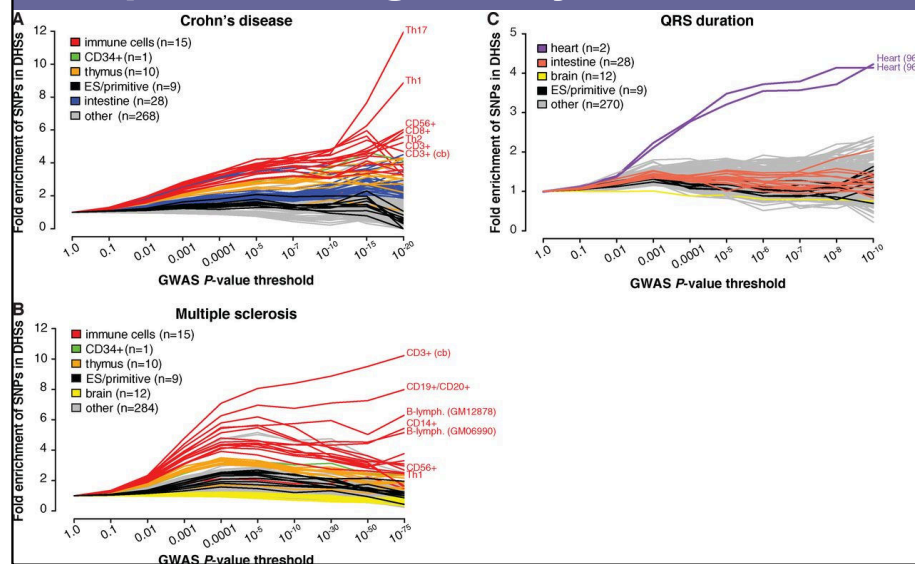 A
Crohn's disease
Fold enrichment of SNPs in DHSs
12
10
8
6
4
2
0
immune cells (n=15)
CD34+(n=1)
thymus (n=10)
ES/primitive (n=9)
intestine (n=28)
other (n=268)
Th17
Th1
CD56+
CD8+
Th2
CD3+
CD3+ (cb)
1.0
0.1
0.01
0.001
0.0001
10-5
10-7
10-10
10-15
10-20
GWAS P-value threshold
B
Multiple sclerosis
Fold enrichment of SNPs in DHSs
12
10
8
6
4
2
0
immune cells (n=15)
CD34+(n=1)
thymus (n=10)
ES/primitive (n=9)
brain (n=12)
other (n=284)
CD3+ (cb)
CD19+/CD20+
B-lymph. (GM12878)
CD14+
B-lymph. (GM06990)
CD56+
Th1
1.0
0.1
0.01
0.001
0.0001
10-5
10-10
10-30
10-50
10-75
GWAS P-value threshold
C
QRS duration
Fold enrichment of SNPs in DHSs
5
4
3
2
1
0
heart (n=2)
intestine (n=28)
brain (n=12)
ES/primitive (n=9)
other (n=270)
Heart (96
Heart (96
1.0
0.1
0.01
0.001
0.0001
10-5
10-6
10-7
10-8
10-10
GWAS P-value threshold